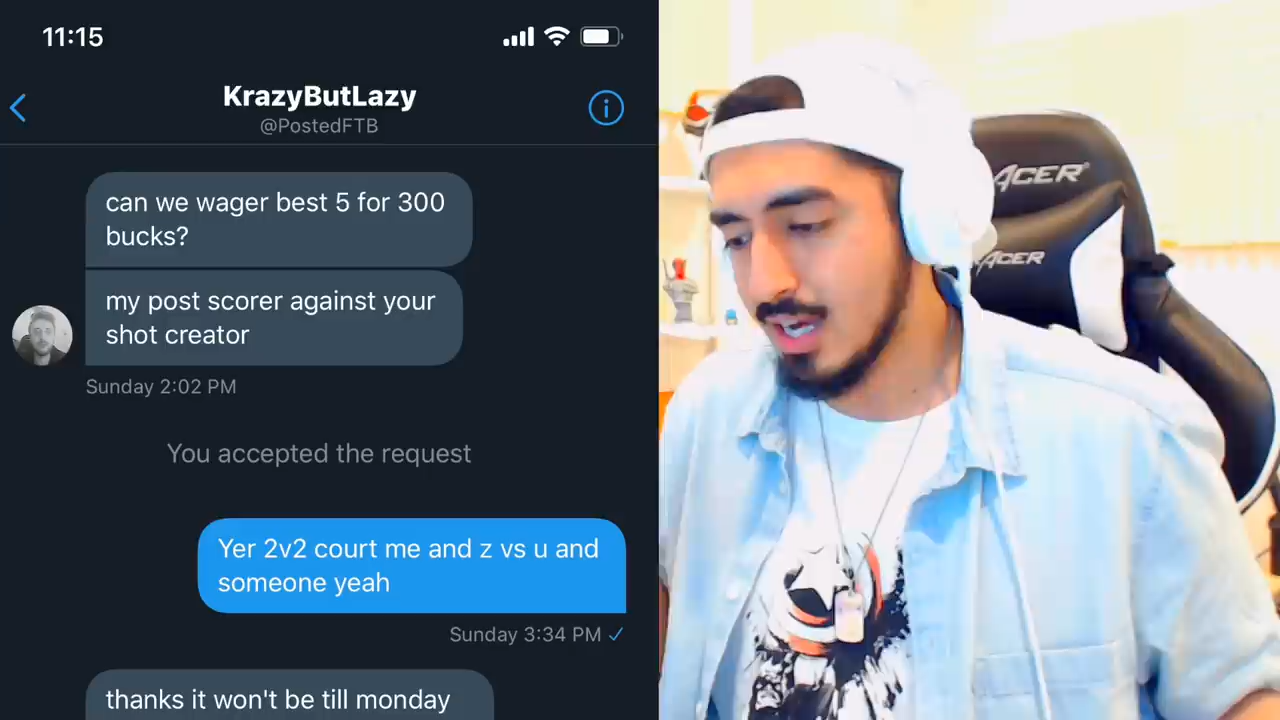 11:15
KrazyButLazy
@PostedFTB
can we wager best 5 for 300
bucks?
my post scorer against your
shot creator
Sunday 2:02 PM
You accepted the request
Yer 2v2 court me and z vs u and
someone yeah
Sunday 3:34 PM
thanks it won't be till monday
ACER
ACER